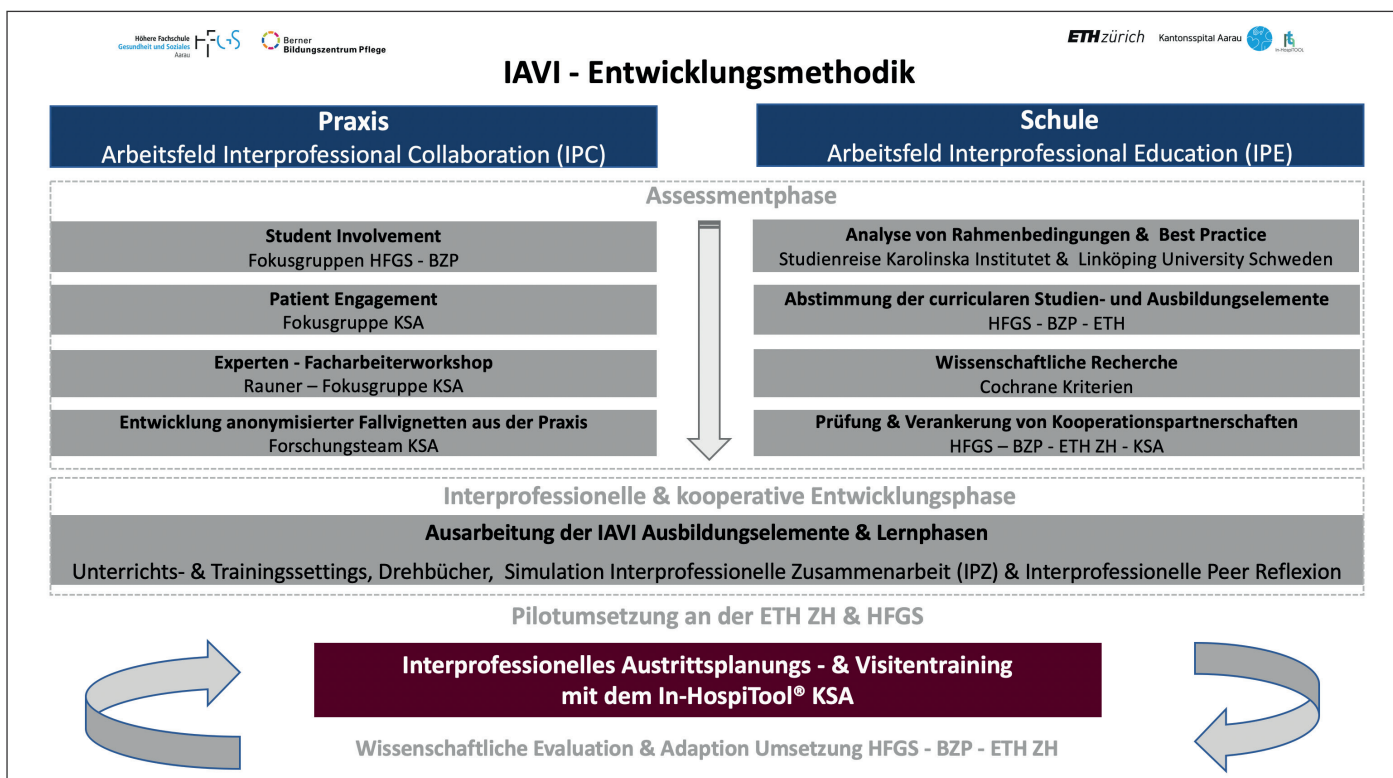 Höhere Fachschule
Gesundheit und Soziales
Aarau
HFGS
Berner
Bildungszentrum Pflege
ETH zürich
Kantonsspital Aarau
In-HospiTOOL
IAVI - Entwicklungsmethodik
Praxis
Arbeitsfeld Interprofessional Collaboration (IPC)
Schule
Arbeitsfeld Interprofessional Education (IPE)
Assessmentphase
Student Involvement
Fokusgruppen HFGS - BZP
Patient Engagement
Fokusgruppe KSA
Experten - Facharbeiterworkshop
Rauner – Fokusgruppe KSA
Entwicklung anonymisierter Fallvignetten aus der Praxis
Forschungsteam KSA
Analyse von Rahmenbedingungen & Best Practice
Studienreise Karolinska Institutet & Linköping University Schweden
Abstimmung der curricularen Studien- und Ausbildungselemente
HFGS - BZP - ETH
Wissenschaftliche Recherche
Cochrane Kriterien
Prüfung & Verankerung von Kooperationspartnerschaften
HFGS – BZP - ETH ZH - KSA
Interprofessionelle & kooperative Entwicklungsphase
Ausarbeitung der IAVI Ausbildungselemente & Lernphasen
Unterrichts- & Trainingssettings, Drehbücher, Simulation Interprofessionelle Zusammenarbeit (IPZ) & Interprofessionelle Peer Reflexion
Pilotumsetzung an der ETH ZH & HFGS
Interprofessionelles Austrittsplanungs - & Visitentraining
mit dem In-HospiTool® KSA
Wissenschaftliche Evaluation & Adaption Umsetzung HFGS - BZP - ETH ZH